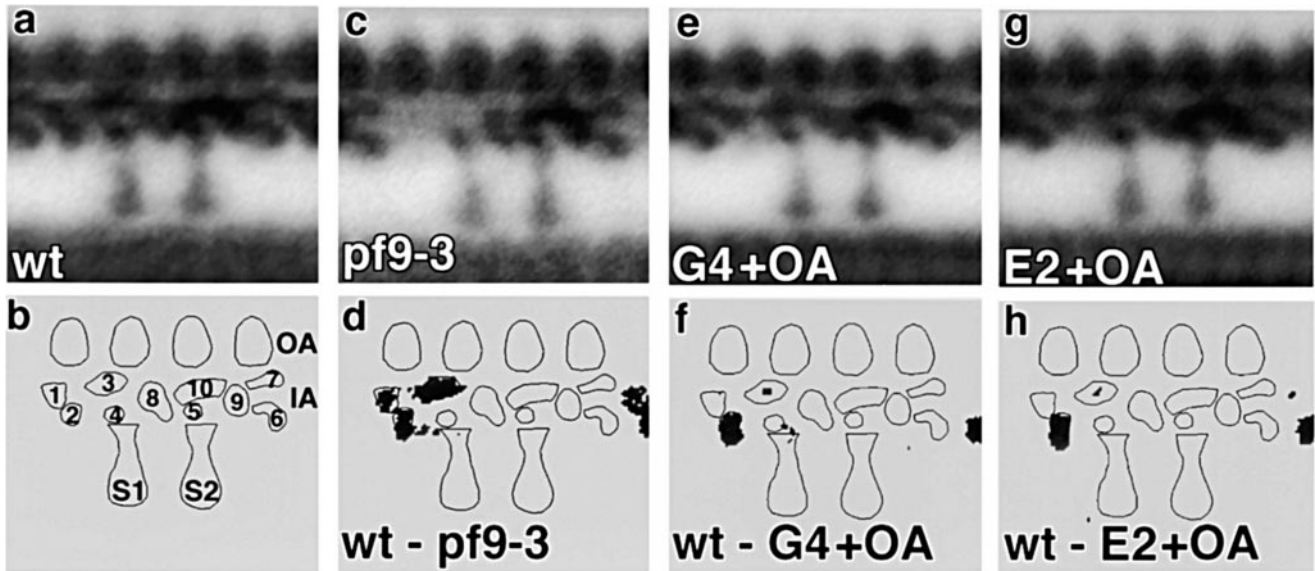 a
c
e
g
wt
pf9-3
G4+OA
E2+OA
b
d
f
h
OA
1 3 10 7
IA
8 9
2 4 5 6
S1 S2
wt - pf9-3
wt - G4+OA
wt - E2+OA